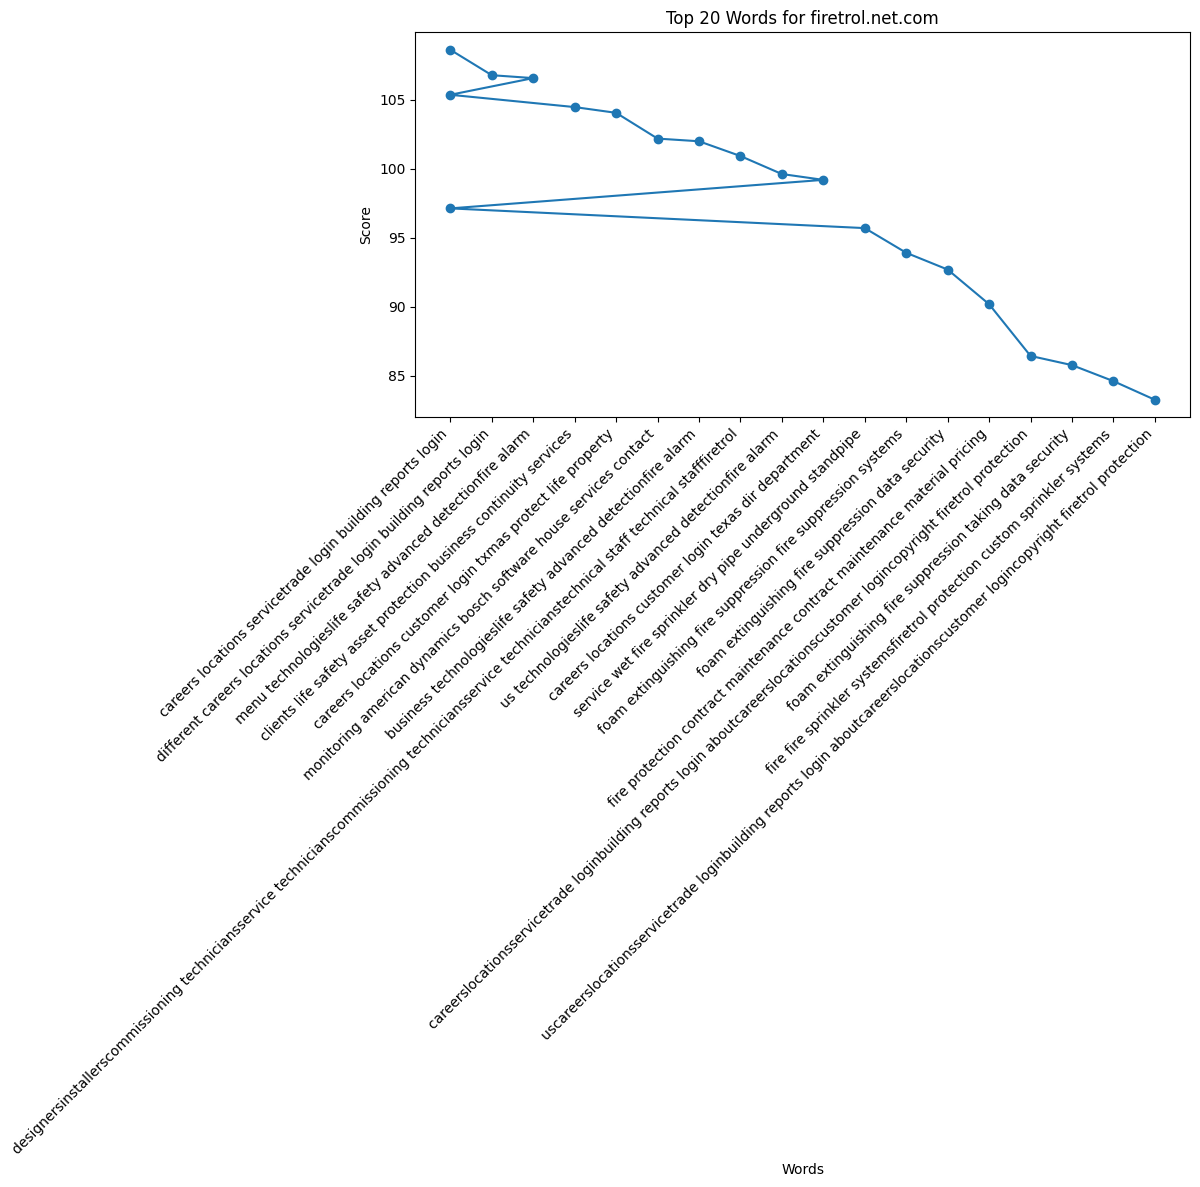 Top 20 Words for firetrol.net.com
Score
105
100
95
90
85
careers locations servicetrade login building reports login
different careers locations servicetrade login building reports login
menu technologieslife safety advanced detectionfire alarm
clients life safety asset protection business continuity services
careers locations customer login txmas protect life property
monitoring american dynamics bosch software house services contact
business technologieslife safety advanced detectionfire alarm
designersinstallerscommissioning techniciansservice technicianscommissioning techniciansservice technicianstechnical staff technical stafffiretrol
us technologieslife safety advanced detectionfire alarm
careers locations customer login texas dir department
service wet fire sprinkler dry pipe underground standpipe
foam extinguishing fire suppression fire suppression systems
foam extinguishing fire suppression data security
fire protection contract maintenance contract maintenance material pricing
careerslocationsservicetrade loginbuilding reports login aboutcareerslocationscustomer logincopyright firetrol protection
foam extinguishing fire suppression taking data security
fire fire sprinkler systemsfiretrol protection custom sprinkler systems
uscareerslocationsservicetrade loginbuilding reports login aboutcareerslocationscustomer logincopyright firetrol protection
Words